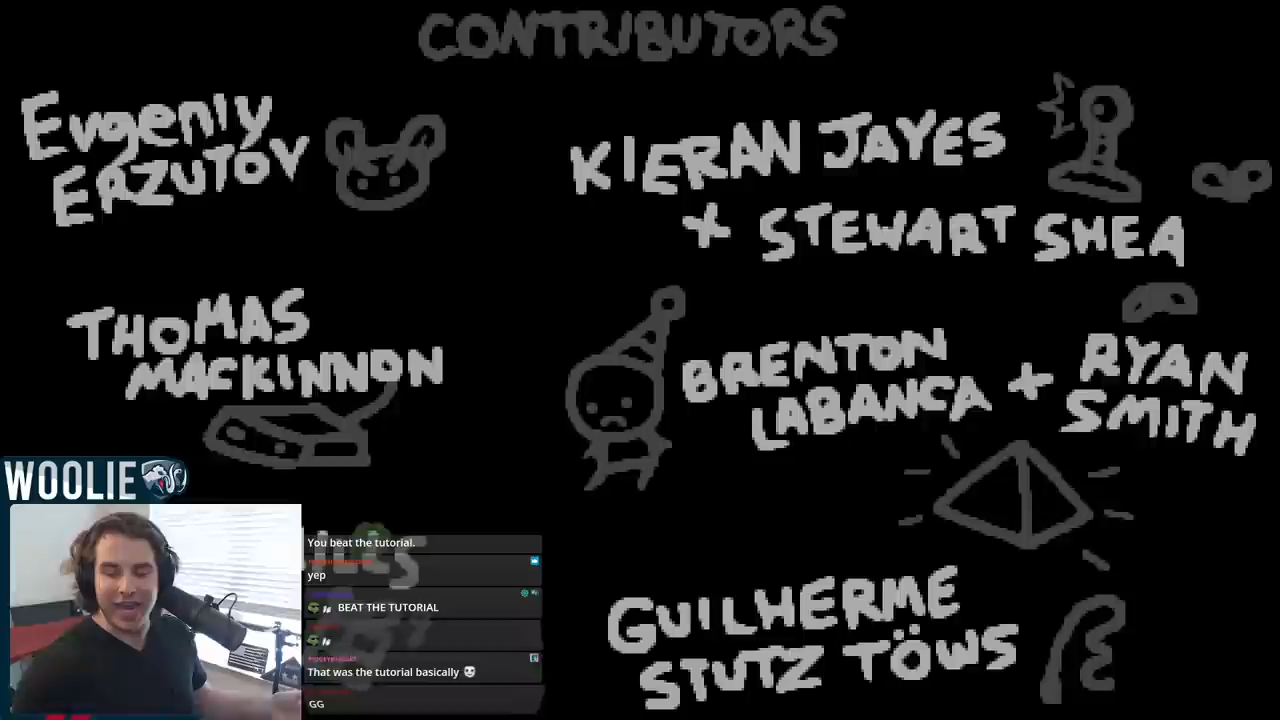 CONTRIBUTORS
Evgeniy
ERZUTOV
KIERAN JAYES
+ STEWART SHEA
THOMAS
MACKINNON
BRENTON
LABANCA
+ RYAN
SMITH
WOOLIE
You beat the tutorial.
yep
BEAT THE TUTORIAL
That was the tutorial basically
GG
GUILHERME
STUTZ TÖWS